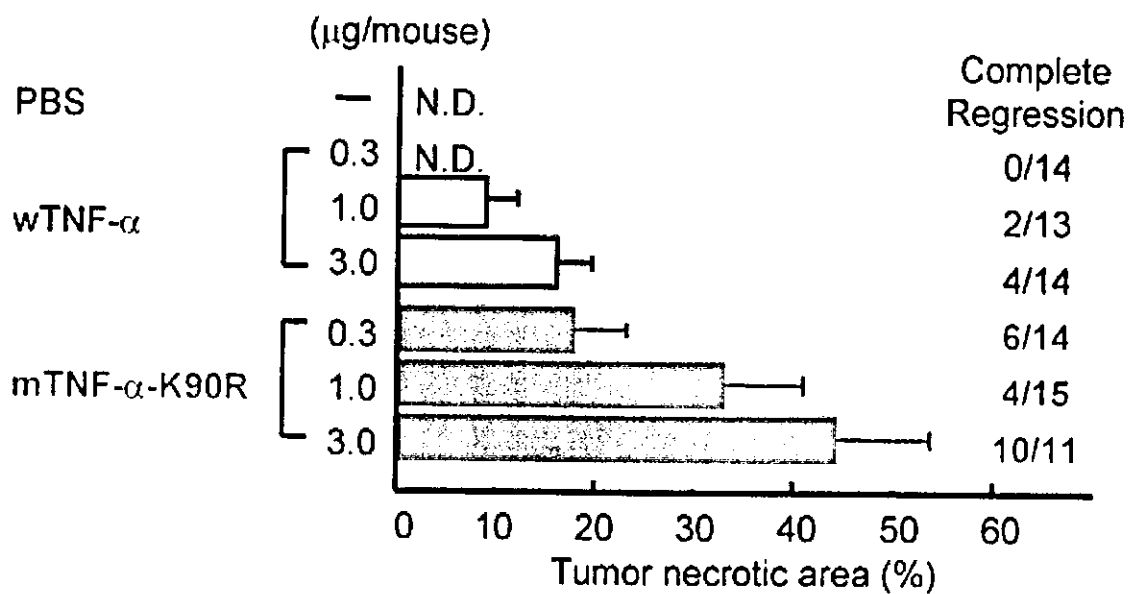 (μg/mouse)
Complete
Regression
PBS — N.D.
0.3 N.D. 0/14
wTNF-α 1.0 2/13
3.0 4/14
0.3 6/14
mTNF-α-K90R 1.0 4/15
3.0 10/11
0 10 20 30 40 50 60
Tumor necrotic area (%)